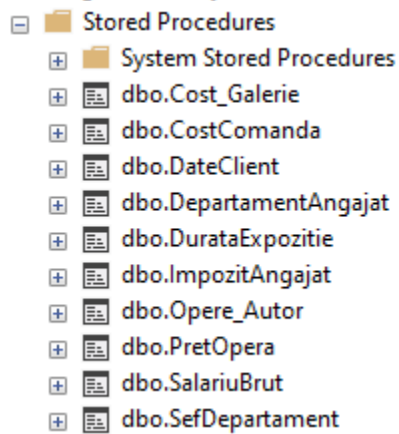 Stored Procedures
System Stored Procedures
dbo.Cost_Galerie
dbo.CostComanda
dbo.DateClient
dbo.DepartamentAngajat
dbo.DurataExpozitie
dbo.ImpozitAngajat
dbo.Opere_Autor
dbo.PretOpera
dbo.SalariuBrut
dbo.SefDepartament